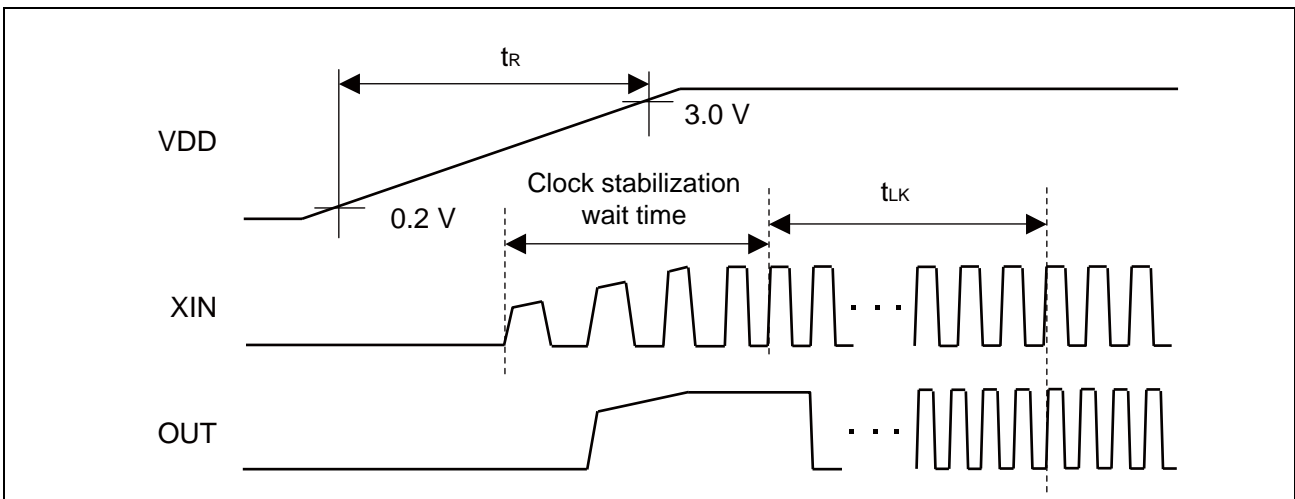 tR
3.0 V
VDD
Clock stabilization
wait time
tLK
0.2 V
XIN
. . .
OUT
. . .